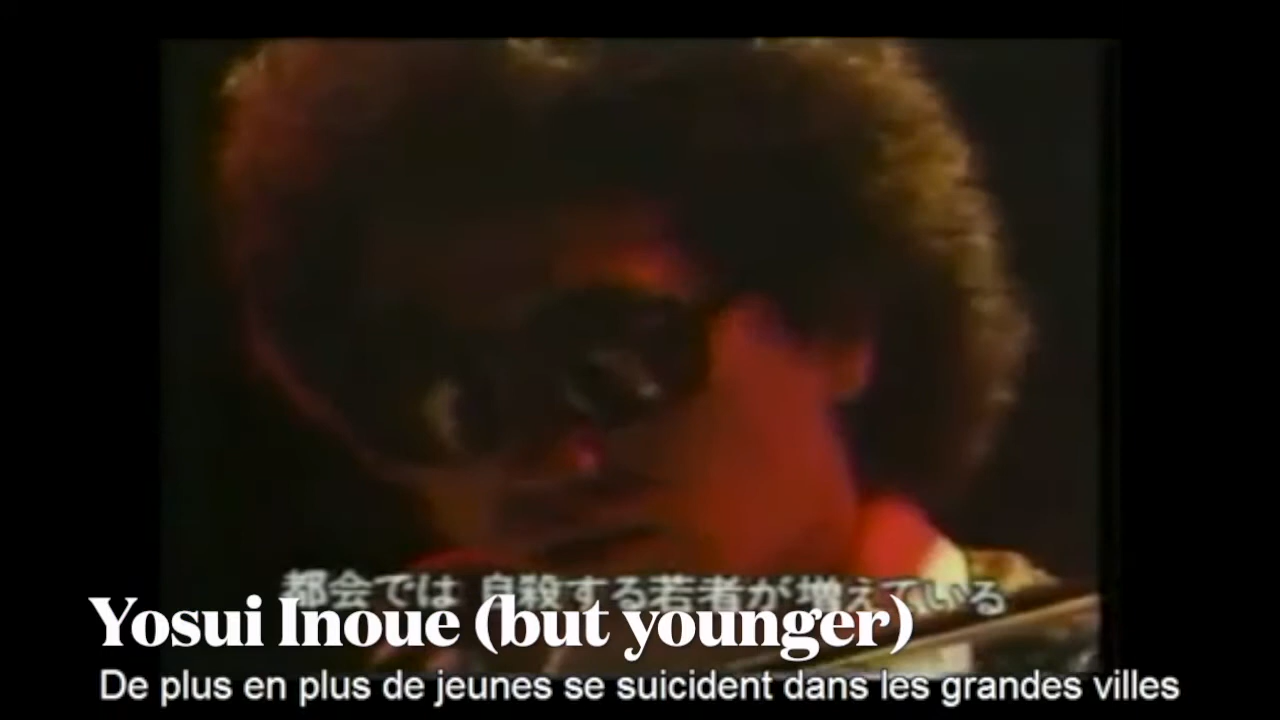 都会では 自殺する若者が増えている
Yosui Inoue (but younger)
De plus en plus de jeunes se suicident dans les grandes villes